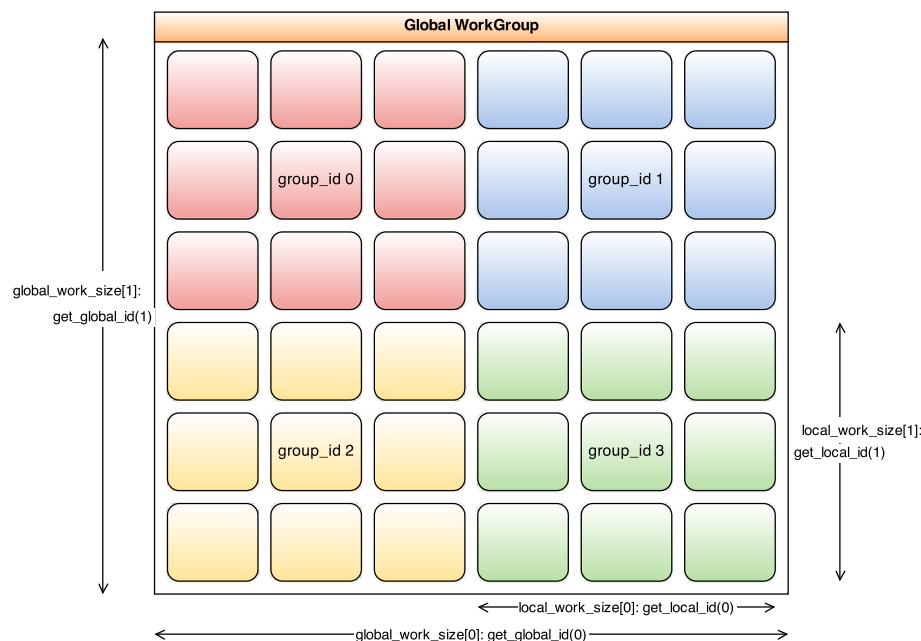 Global WorkGroup
group_id 0
group_id 1
global_work_size[1]:
get_global_id(1)
group_id 2
group_id 3
local_work_size[1]:
get_local_id(1)
local_work_size[0]: get_local_id(0)
global_work_size[0]: get_global_id(0)